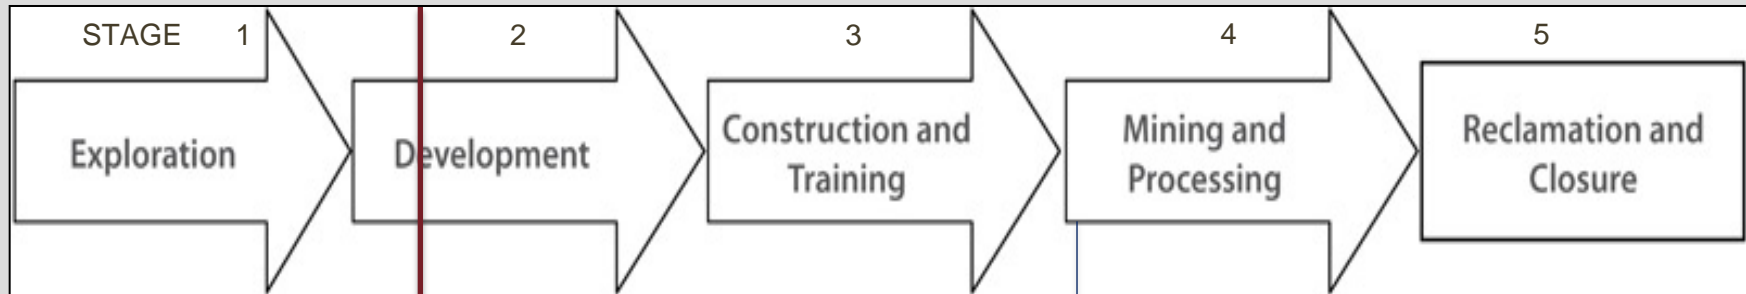 STAGE 1 2 3 4 5
Exploration
Development
Construction and
Training
Mining and
Processing
Reclamation and
Closure